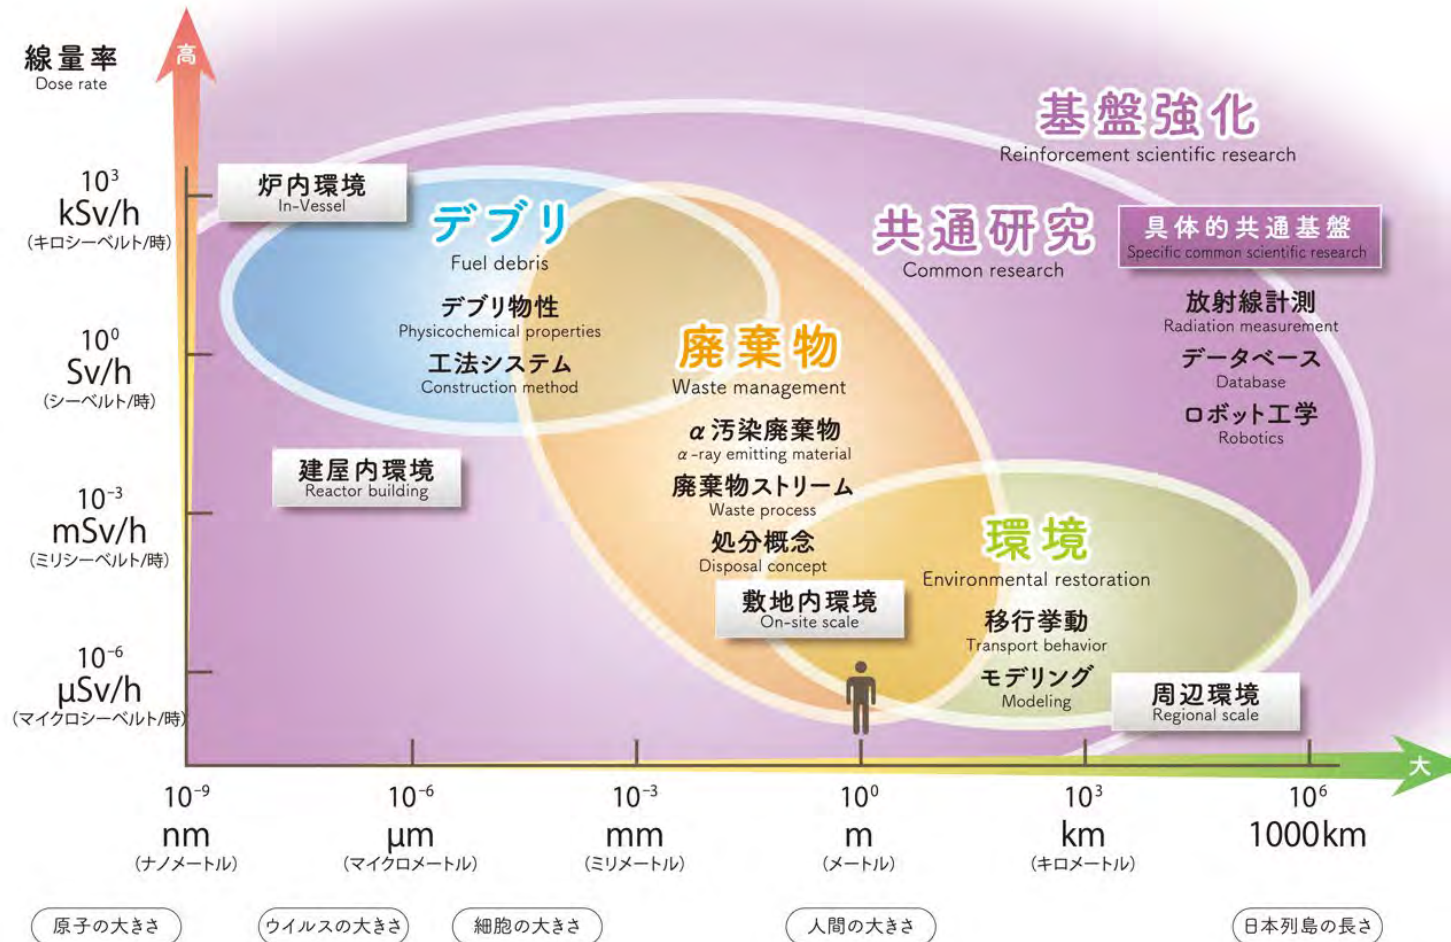 線量率
Dose rate
高
10³
kSv/h
(キロシーベルト/時)
10⁰
Sv/h
(シーベルト/時)
10⁻³
mSv/h
(ミリシーベルト/時)
10⁻⁶
μSv/h
(マイクロシーベルト/時)
炉内環境
In-Vessel
デブリ
Fuel debris
デブリ物性
Physicochemical properties
工法システム
Construction method
建屋内環境
Reactor building
廃棄物
Waste management
α汚染廃棄物
α-ray emitting material
廃棄物ストリーム
Waste process
処分概念
Disposal concept
敷地内環境
On-site scale
基盤強化
Reinforcement scientific research
共通研究
Common research
具体的共通基盤
Specific common scientific research
放射線計測
Radiation measurement
データベース
Database
ロボット工学
Robotics
環境
Environmental restoration
移行挙動
Transport behavior
モデリング
Modeling
周辺環境
Regional scale
大
10⁻⁹
nm
(ナノメートル)
10⁻⁶
μm
(マイクロメートル)
10⁻³
mm
(ミリメートル)
10⁰
m
(メートル)
10³
km
(キロメートル)
10⁶
1000km
原子の大きさ
ウイルスの大きさ
細胞の大きさ
人間の大きさ
日本列島の長さ